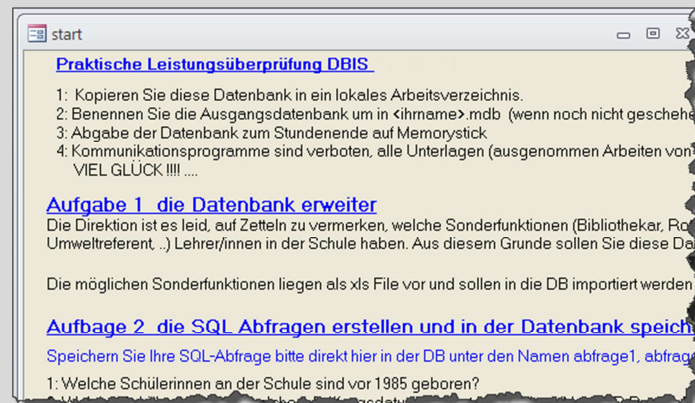 start
Praktische Leistungsüberprüfung DBIS
1: Kopieren Sie diese Datenbank in ein lokales Arbeitsverzeichnis.
2: Benennen Sie die Ausgangsdatenbank um in <ihrname>.mdb (wenn noch nicht geschehe
3: Abgabe der Datenbank zum Stundenende auf Memorystick
4: Kommunikationsprogramme sind verboten, alle Unterlagen (ausgenommen Arbeiten von
VIEL GLÜCK !!!! ....
Aufgabe 1 die Datenbank erweiter
Die Direktion ist es leid, auf Zetteln zu vermerken, welche Sonderfunktionen (Bibliothekar, Ro
Umweltreferent, ..) Lehrer/innen in der Schule haben. Aus diesem Grunde sollen Sie diese Da
Die möglichen Sonderfunktionen liegen als xls File vor und sollen in die DB importiert werden
Aufbage 2 die SQL Abfragen erstellen und in der Datenbank speich
Speichern Sie Ihre SQL-Abfrage bitte direkt hier in der DB unter den Namen abfrage1, abfrag
1: Welche Schülerinnen an der Schule sind vor 1985 geboren?